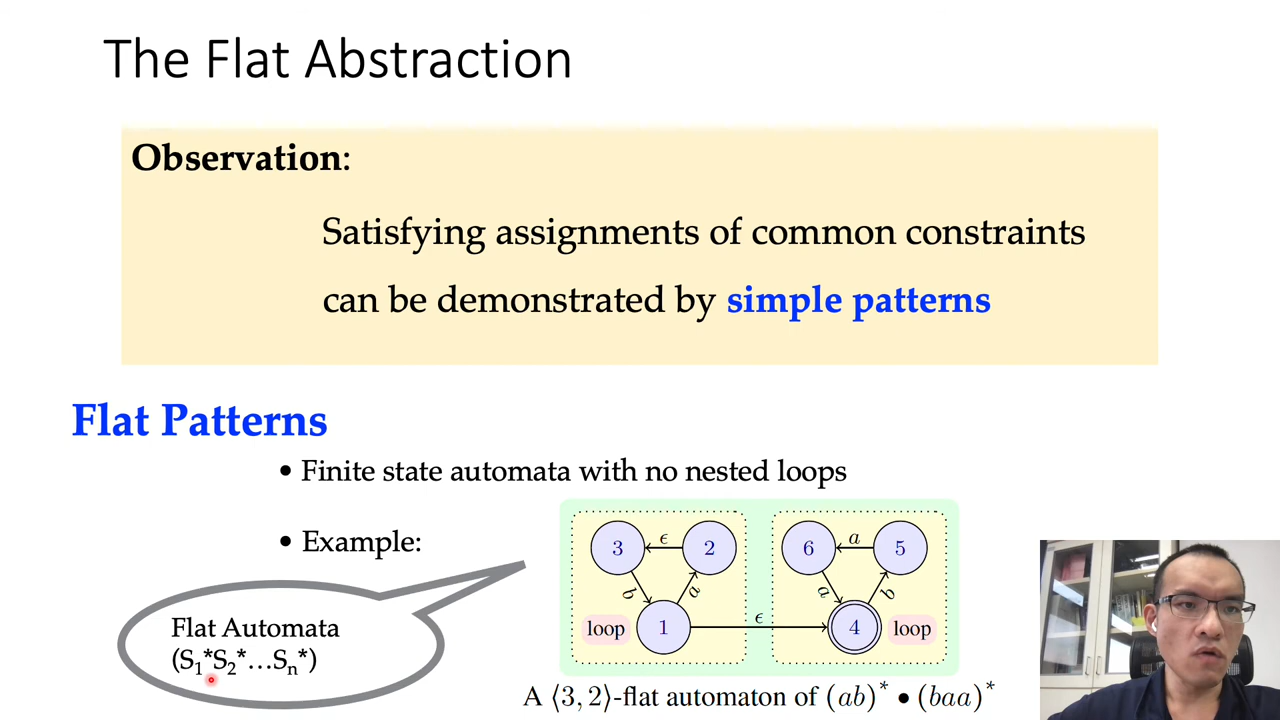 The Flat Abstraction
Observation:
Satisfying assignments of common constraints
can be demonstrated by simple patterns
Flat Patterns
• Finite state automata with no nested loops
• Example:
3 ϵ 2
b a
loop 1
ϵ
6 a 5
a b
4 loop
Flat Automata
(S₁*S₂*…Sₙ*)
A ⟨3, 2⟩-flat automaton of (ab)* • (baa)*